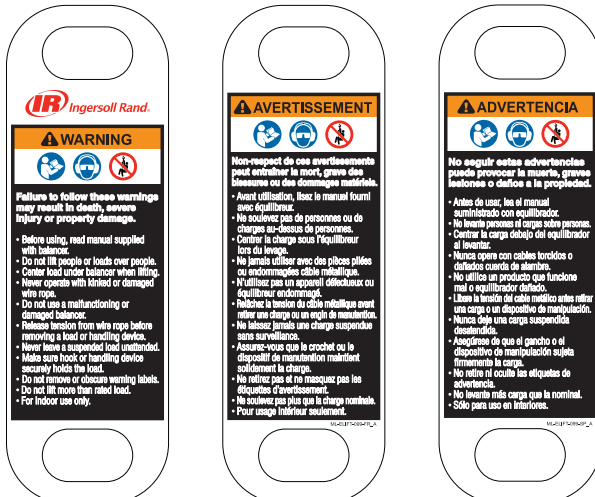 IR Ingersoll Rand®
WARNING
Failure to follow these warnings
may result in death, severe
injury or property damage.
• Before using, read manual supplied
with balancer.
• Do not lift people or loads over people.
• Center load under balancer when lifting.
• Never operate with kinked or damaged
wire rope.
• Do not use a malfunctioning or
damaged balancer.
• Release tension from wire rope before
removing a load or handling device.
• Never leave a suspended load unattended.
• Make sure hook or handling device
securely holds the load.
• Do not remove or obscure warning labels.
• Do not lift more than rated load.
• For indoor use only.
AVERTISSEMENT
Non-respect de ces avertissements
peut entraîner la mort, grave des
blessures ou des dommages matériels.
• Avant utilisation, lisez le manuel fourni
avec équilibreur.
• Ne soulevez pas de personnes ou de
charges au-dessus de personnes.
• Centrer la charge sous l'équilibreur
lors du levage.
• Ne jamais utiliser avec des pièces pliées
ou endommagées câble métallique.
• N'utilisez pas un appareil défectueux ou
équilibreur endommagé.
• Relâchez la tension du câble métallique avant
retirer une charge ou un engin de manutention.
• Ne laissez jamais une charge suspendue
sans surveillance.
• Assurez-vous que le crochet ou le
dispositif de manutention maintient
solidement la charge.
• Ne retirez pas et ne masquez pas les
étiquettes d'avertissement.
• Ne soulevez pas plus que la charge nominale.
• Pour usage intérieur seulement.
ML-ELIFT-099-FR_A
ADVERTENCIA
No seguir estas advertencias
puede provocar la muerte, graves
lesiones o daños a la propiedad.
• Antes de usar, lea el manual
suministrado con equilibrador.
• No levante personas ni cargas sobre personas.
• Centrar la carga debajo del equilibrador
al levantar.
• Nunca opere con cables torcidos o
dañados cuerda de alambre.
• No utilice un producto que funcione
mal o equilibrador dañado.
• Libere la tensión del cable metálico antes retirar
una carga o un dispositivo de manipulación.
• Nunca deje una carga suspendida
desatendida.
• Asegúrese de que el gancho o el
dispositivo de manipulación sujeta
firmemente la carga.
• No retire ni oculte las etiquetas de
advertencia.
• No levante más carga que la nominal.
• Sólo para uso en interiores.
ML-ELIFT-099-SP_A